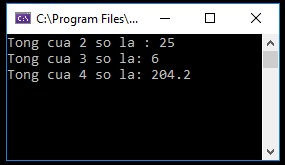 C:\Program Files\...
Tong cua 2 so la : 25
Tong cua 3 so la: 6
Tong cua 4 so la: 204.2